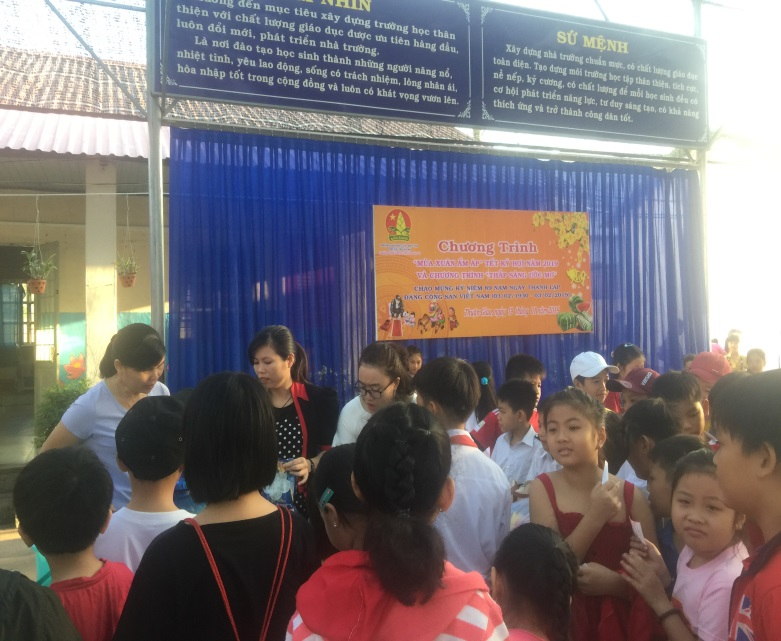 NHÌN
đến mục tiêu xây dựng trường học thân
thiện với chất lượng giáo dục được ưu tiên hàng đầu,
luôn đổi mới, phát triển nhà trường.
Là nơi đào tạo học sinh thành những người năng nổ,
nhiệt tình, yêu lao động, sống có trách nhiệm, lòng nhân ái,
hòa nhập tốt trong cộng đồng và luôn có khát vọng vươn lên.
SỨ MỆNH
Xây dựng nhà trường chuẩn mực, có chất lượng giáo dục
toàn diện. Tạo dựng môi trường học tập thân thiện, tích cực,
nề nếp, kỷ cương, có chất lượng để mỗi học sinh đều có
cơ hội phát triển năng lực, tư duy sáng tạo, có khả năng
thích ứng và trở thành công dân tốt.
Chương Trình
"MÙA XUÂN ẤM ÁP" TẾT KỶ HỢI NĂM 2019
VÀ CHƯƠNG TRÌNH "THẮP SÁNG ƯỚC MƠ"
CHÀO MỪNG KỶ NIỆM 89 NĂM NGÀY THÀNH LẬP
ĐẢNG CỘNG SẢN VIỆT NAM (03/02/1930 - 03/02/2019)